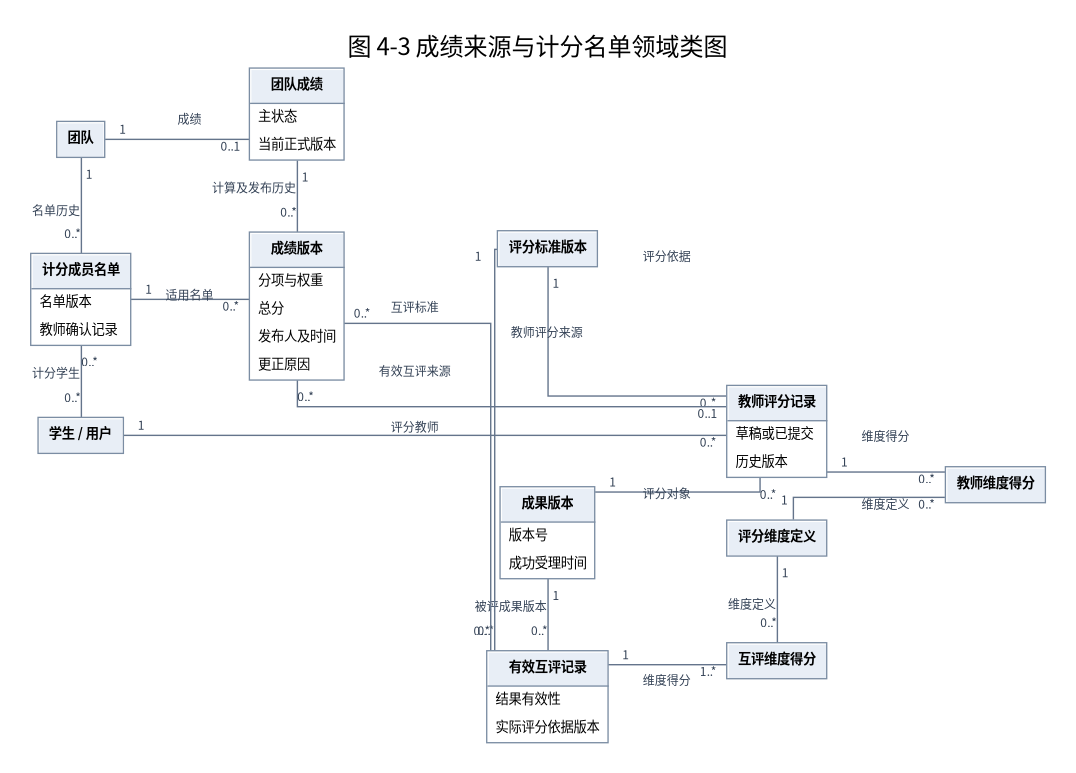 图 4-3 成绩来源与计分名单领域类图
团队成绩
主状态
当前正式版本
成绩
团队
1
0..1
1
1
计算及发布历史
名单历史
0..*
0..*
计分成员名单
名单版本
教师确认记录
成绩版本
分项与权重
总分
发布人及时间
更正原因
评分标准版本
1
评分依据
1
1
适用名单
0..*
0..*
互评标准
教师评分来源
0..*
计分学生
0..*
有效互评来源
0..*
0..*
0..1
教师评分记录
草稿或已提交
历史版本
学生 / 用户
1
评分教师
0..*
维度得分
1
0..*
教师维度得分
成果版本
版本号
成功受理时间
1
评分对象
0..*
1
维度定义
0..*
评分维度定义
1
维度定义
0..*
1
被评成果版本
0..*
0..*
0..*
有效互评记录
结果有效性
实际评分依据版本
1
维度得分
1..*
互评维度得分